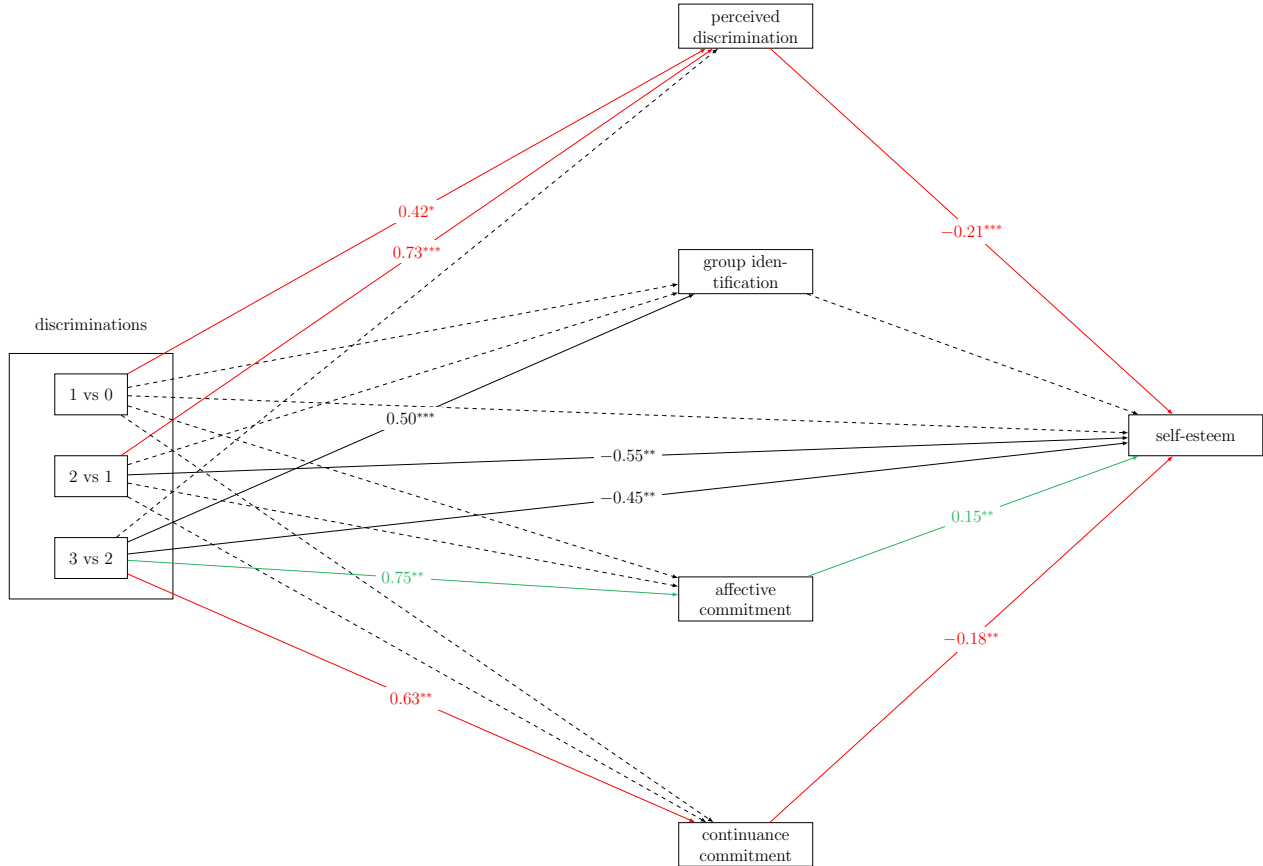 perceived
discrimination
0.42*
−0.21***
0.73***
group iden-
tification
discriminations
1 vs 0
0.50***
self-esteem
−0.55**
2 vs 1
−0.45**
0.15**
3 vs 2
0.75**
affective
commitment
−0.18**
0.63**
continuance
commitment